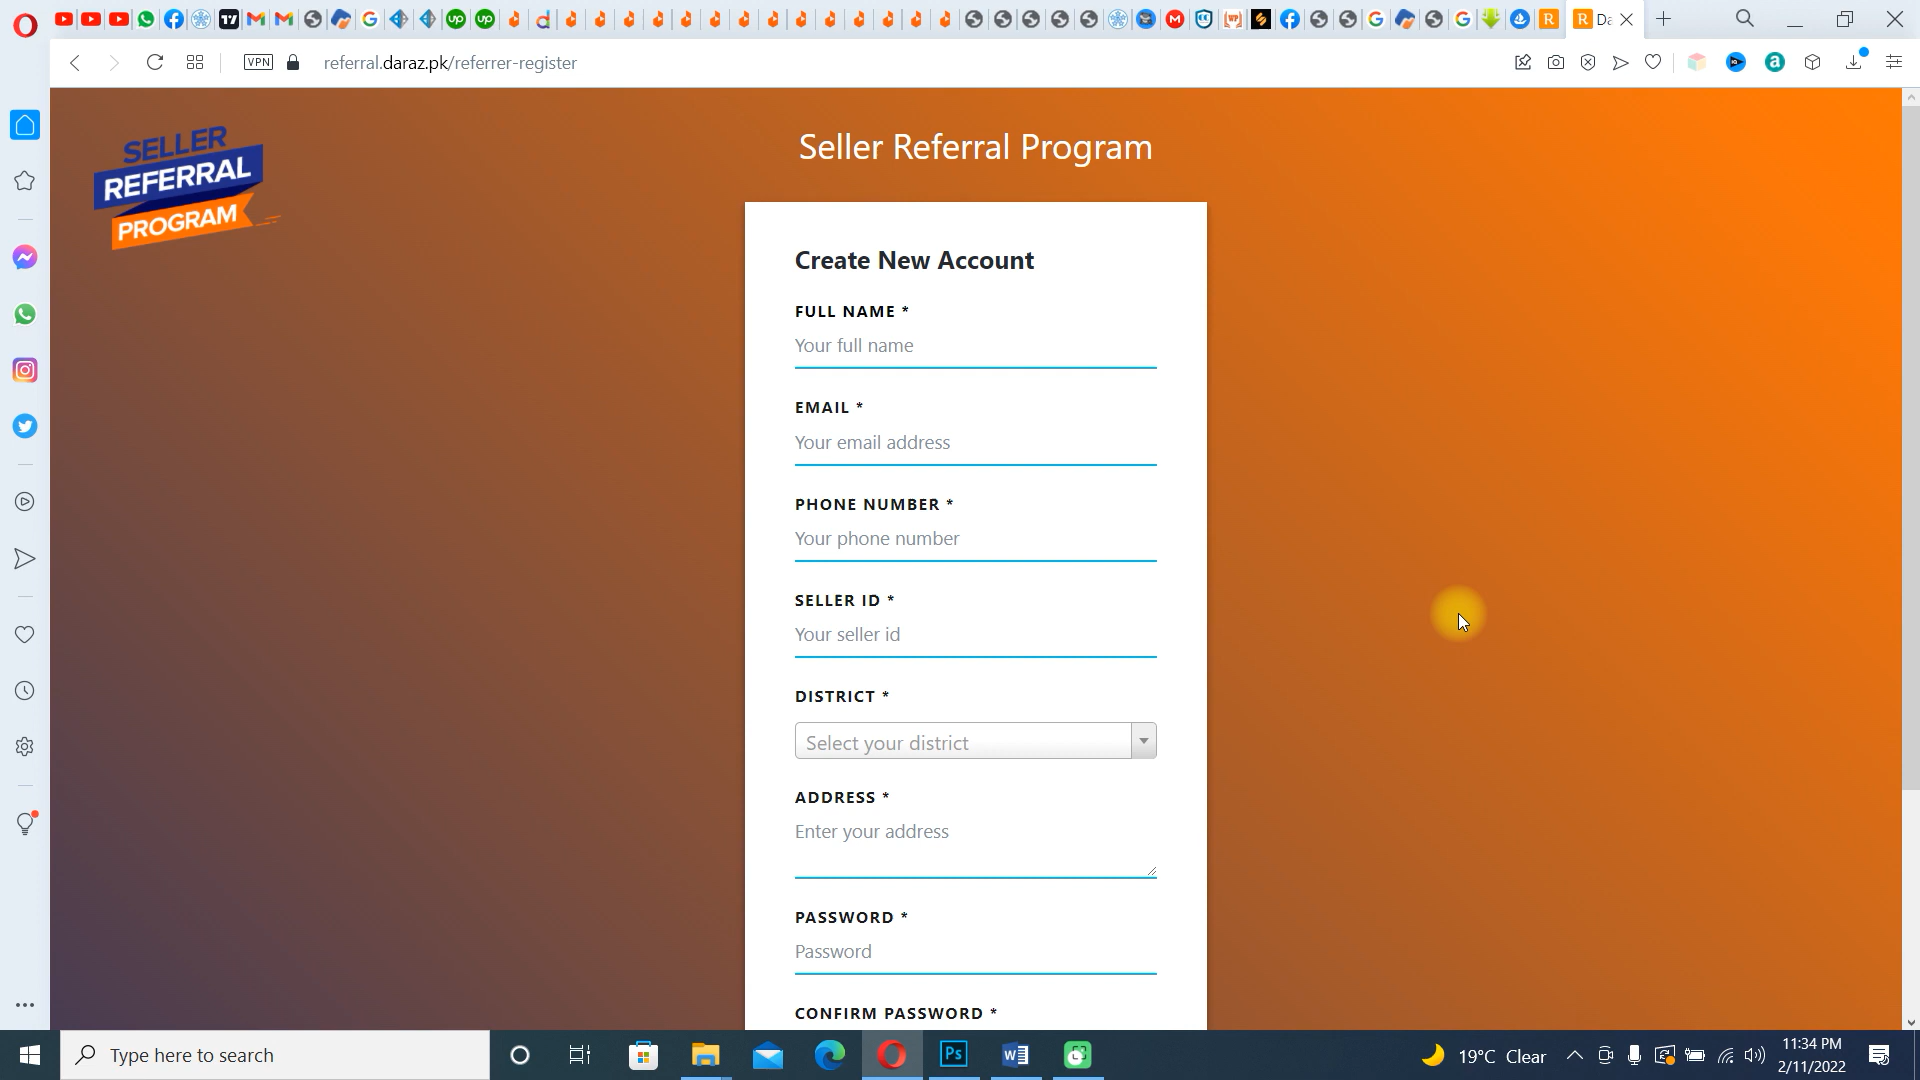 Da
VPN
referral.daraz.pk/referrer-register
SELLER
REFERRAL
PROGRAM
Seller Referral Program
Create New Account
FULL NAME *
Your full name
EMAIL *
Your email address
PHONE NUMBER *
Your phone number
SELLER ID *
Your seller id
DISTRICT *
Select your district
ADDRESS *
Enter your address
PASSWORD *
Password
CONFIRM PASSWORD *
Type here to search
Ps
19°C Clear
11:34 PM
2/11/2022